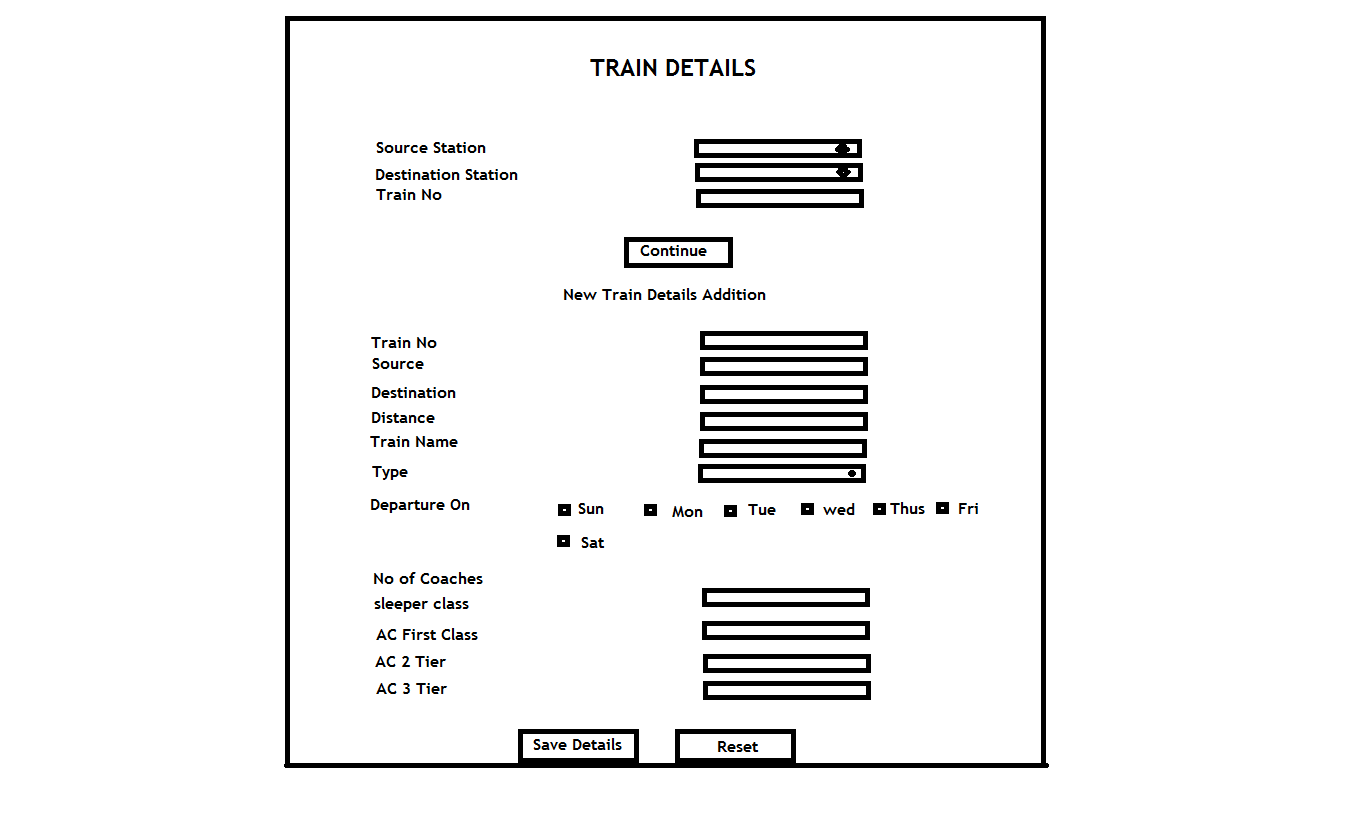 TRAIN DETAILS
Source Station
Destination Station
Train No
Continue
New Train Details Addition
Train No
Source
Destination
Distance
Train Name
Type
Departure On Sun Mon Tue wed Thus Fri
Sat
No of Coaches
sleeper class
AC First Class
AC 2 Tier
AC 3 Tier
Save Details Reset